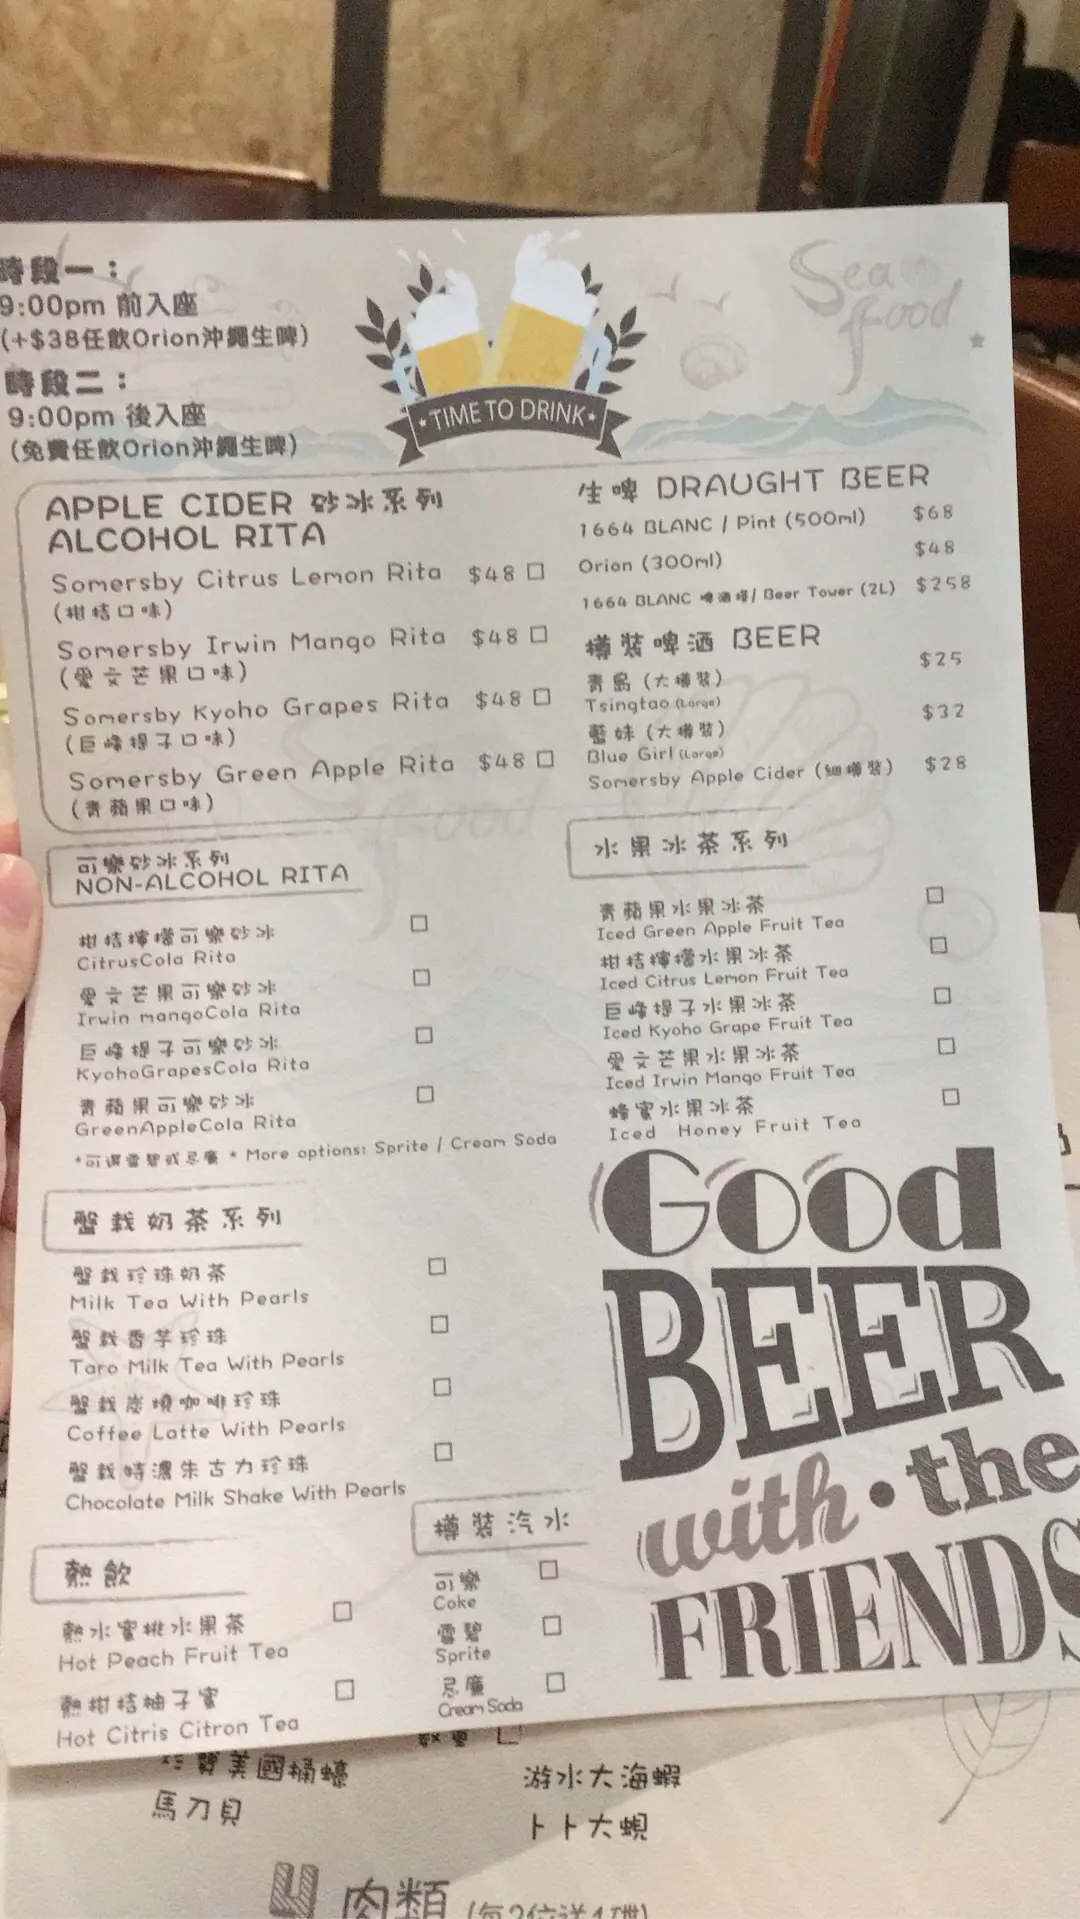 時段一：
9:00pm 前入座
(+$38任飲Orion沖繩生啤)
時段二：
9:00pm 後入座
(免費任飲Orion沖繩生啤)
TIME TO DRINK
Sea food
APPLE CIDER 砂冰系列
ALCOHOL RITA
Somersby Citrus Lemon Rita $48 □
(柑桔口味)
Somersby Irwin Mango Rita $48 □
(愛文芒果口味)
Somersby Kyoho Grapes Rita $48 □
(巨峰提子口味)
Somersby Green Apple Rita $48 □
(青蘋果口味)
生啤 DRAUGHT BEER
1664 BLANC / Pint (500ml) $68
Orion (300ml) $48
1664 BLANC 啤酒塔/ Beer Tower (2L) $258
樽裝啤酒 BEER
青島 (大樽裝) $25
Tsingtao (Large)
藍妹 (大樽裝) $32
Blue Girl (Large)
Somersby Apple Cider (細樽裝) $28
可樂砂冰系列
NON-ALCOHOL RITA
柑桔檸檬可樂砂冰 □
CitrusCola Rita
愛文芒果可樂砂冰 □
Irwin mangoCola Rita
巨峰提子可樂砂冰 □
KyohoGrapesCola Rita
青蘋果可樂砂冰 □
GreenAppleCola Rita
*可選雪碧或忌廉 * More options: Sprite / Cream Soda
水果冰茶系列
青蘋果水果冰茶 □
Iced Green Apple Fruit Tea
柑桔檸檬水果冰茶 □
Iced Citrus Lemon Fruit Tea
巨峰提子水果冰茶 □
Iced Kyoho Grape Fruit Tea
愛文芒果水果冰茶 □
Iced Irwin Mango Fruit Tea
蜂蜜水果冰茶 □
Iced Honey Fruit Tea
盤栽奶茶系列
盤栽珍珠奶茶 □
Milk Tea With Pearls
盤栽香芋珍珠 □
Taro Milk Tea With Pearls
盤栽炭燒咖啡珍珠 □
Coffee Latte With Pearls
盤栽特濃朱古力珍珠 □
Chocolate Milk Shake With Pearls
熱飲
熱水蜜桃水果茶 □
Hot Peach Fruit Tea
熱柑桔柚子蜜 □
Hot Citris Citron Tea
樽裝汽水
可樂 □
Coke
雪碧 □
Sprite
忌廉 □
Cream Soda
Good
BEER
with • the
FRIENDS
美國桶蠔
馬刀貝
游水大海蝦
卜卜大蜆
4 肉類